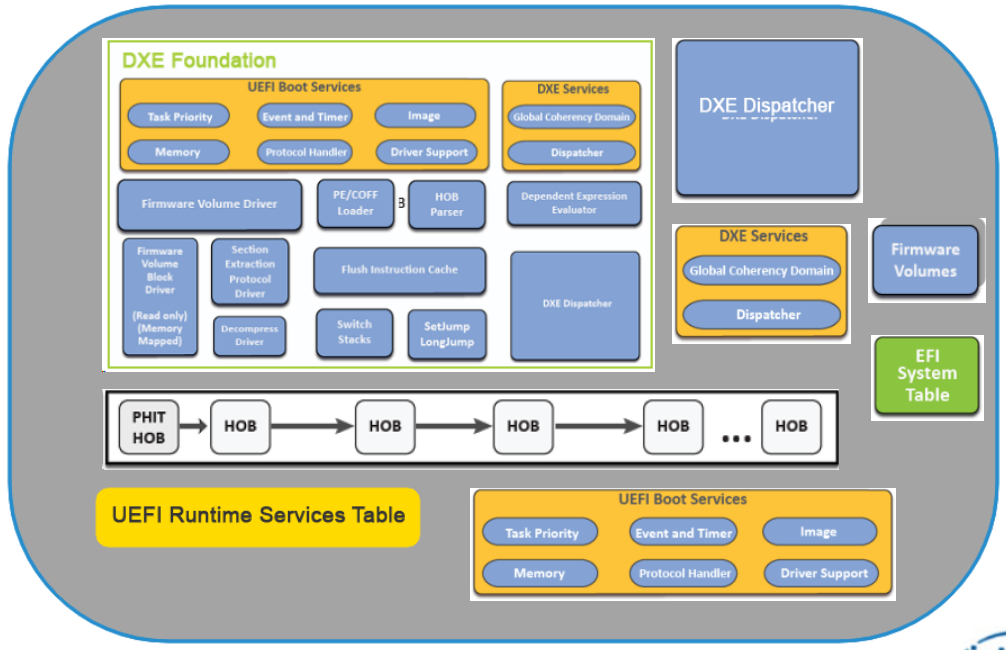 DXE Foundation
UEFI Boot Services
Task Priority
Event and Timer
Image
Memory
Protocol Handler
Driver Support
DXE Services
Global Coherency Domain
Dispatcher
Firmware Volume Driver
PE/COFF
Loader
B
HOB
Parser
Dependent Expression
Evaluator
Firmware
Volume
Block
Driver
(Read only)
(Memory
Mapped)
Section
Extraction
Protocol
Driver
Decompress
Driver
Flush Instruction Cache
Switch
Stacks
SetJump
LongJump
DXE Dispatcher
DXE Dispatcher
DXE Dispatcher
DXE Services
Global Coherency Domain
Dispatcher
Firmware
Volumes
EFI
System
Table
PHIT
HOB
HOB
HOB
HOB
HOB
...
HOB
UEFI Runtime Services Table
UEFI Boot Services
Task Priority
Event and Timer
Image
Memory
Protocol Handler
Driver Support